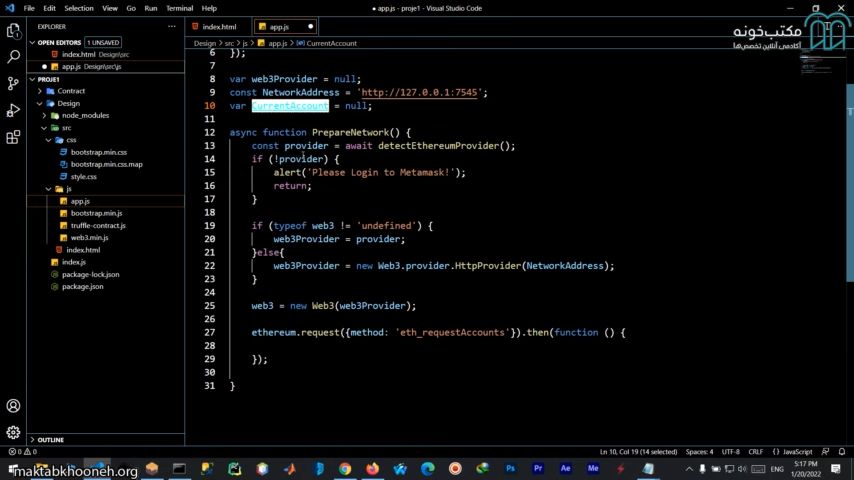 File Edit Selection View Go Run Terminal Help
● app.js - proje1 - Visual Studio Code
مکتب‌خونه
آکادمی آنلاین تخصص‌ها
EXPLORER
OPEN EDITORS 1 UNSAVED
index.html
app.js Design\src\js
PROJE1
Contract
Design
node_modules
src
css
bootstrap.min.css
bootstrap.min.css.map
style.css
js
app.js
bootstrap.min.js
truffle-contract.js
web3.min.js
index.html
index.js
package-lock.json
package.json
OUTLINE
index.html
app.js
Design > src > js > app.js > CurrentAccount
6 });
7
8 var web3Provider = null;
9 const NetworkAddress = 'http://127.0.0.1:7545';
10 var CurrentAccount = null;
11
12 async function PrepareNetwork() {
13 const provider = await detectEthereumProvider();
14 if (!provider) {
15 alert('Please Login to Metamask!');
16 return;
17 }
18
19 if (typeof web3 != 'undefined') {
20 web3Provider = provider;
21 }else{
22 web3Provider = new Web3.provider.HttpProvider(NetworkAddress);
23 }
24
25 web3 = new Web3(web3Provider);
26
27 ethereum.request({method: 'eth_requestAccounts'}).then(function () {
28
29 });
30
31 }
0 0
Ln 10, Col 19 (14 selected) Spaces: 4 UTF-8 CRLF JavaScript
maktabkhooneh.org
Ps Pr Ae Me
ENG
5:17 PM
1/20/2022